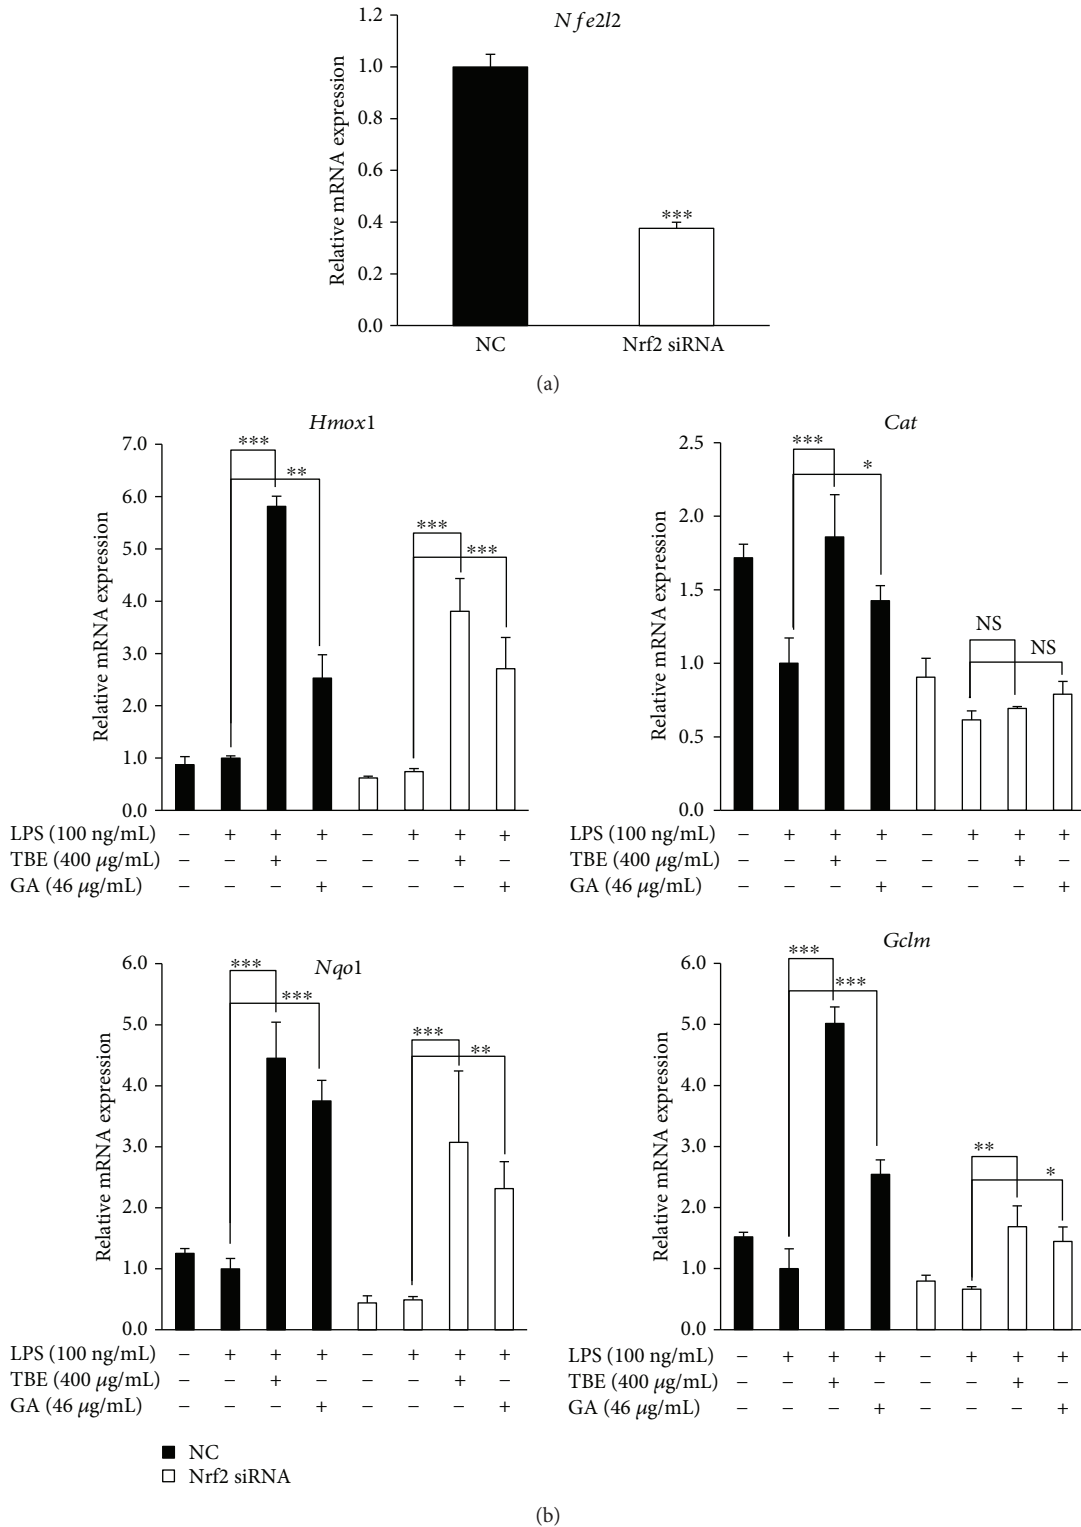 Nfe2l2
1.2
1.0
0.8
0.6
0.4
0.2
0.0
Relative mRNA expression
***
NC
Nrf2 siRNA
(a)
Hmox1
7.0
6.0
5.0
4.0
3.0
2.0
1.0
0.0
Relative mRNA expression
***
**
***
***
LPS (100 ng/mL) − + + + − + + +
TBE (400 μg/mL) − − + − − − + −
GA (46 μg/mL) − − − + − − − +
Cat
2.5
2.0
1.5
1.0
0.5
0.0
Relative mRNA expression
***
*
NS
NS
LPS (100 ng/mL) − + + + − + + +
TBE (400 μg/mL) − − + − − − + −
GA (46 μg/mL) − − − + − − − +
Nqo1
6.0
5.0
4.0
3.0
2.0
1.0
0.0
Relative mRNA expression
***
***
***
**
LPS (100 ng/mL) − + + + − + + +
TBE (400 μg/mL) − − + − − − + −
GA (46 μg/mL) − − − + − − − +
Gclm
6.0
5.0
4.0
3.0
2.0
1.0
0.0
Relative mRNA expression
***
***
**
*
LPS (100 ng/mL) − + + + − + + +
TBE (400 μg/mL) − − + − − − + −
GA (46 μg/mL) − − − + − − − +
NC
Nrf2 siRNA
(b)